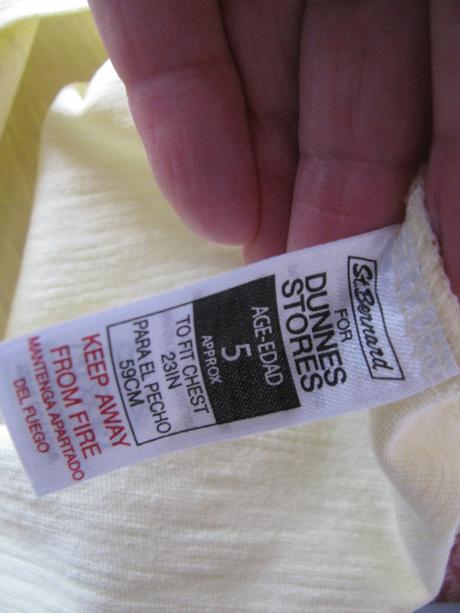 St.Bernard
FOR
DUNNES
STORES
AGE-EDAD
5
APPROX
TO FIT CHEST
23IN
PARA EL PECHO
59CM
KEEP AWAY
FROM FIRE
MANTENGA APARTADO
DEL FUEGO